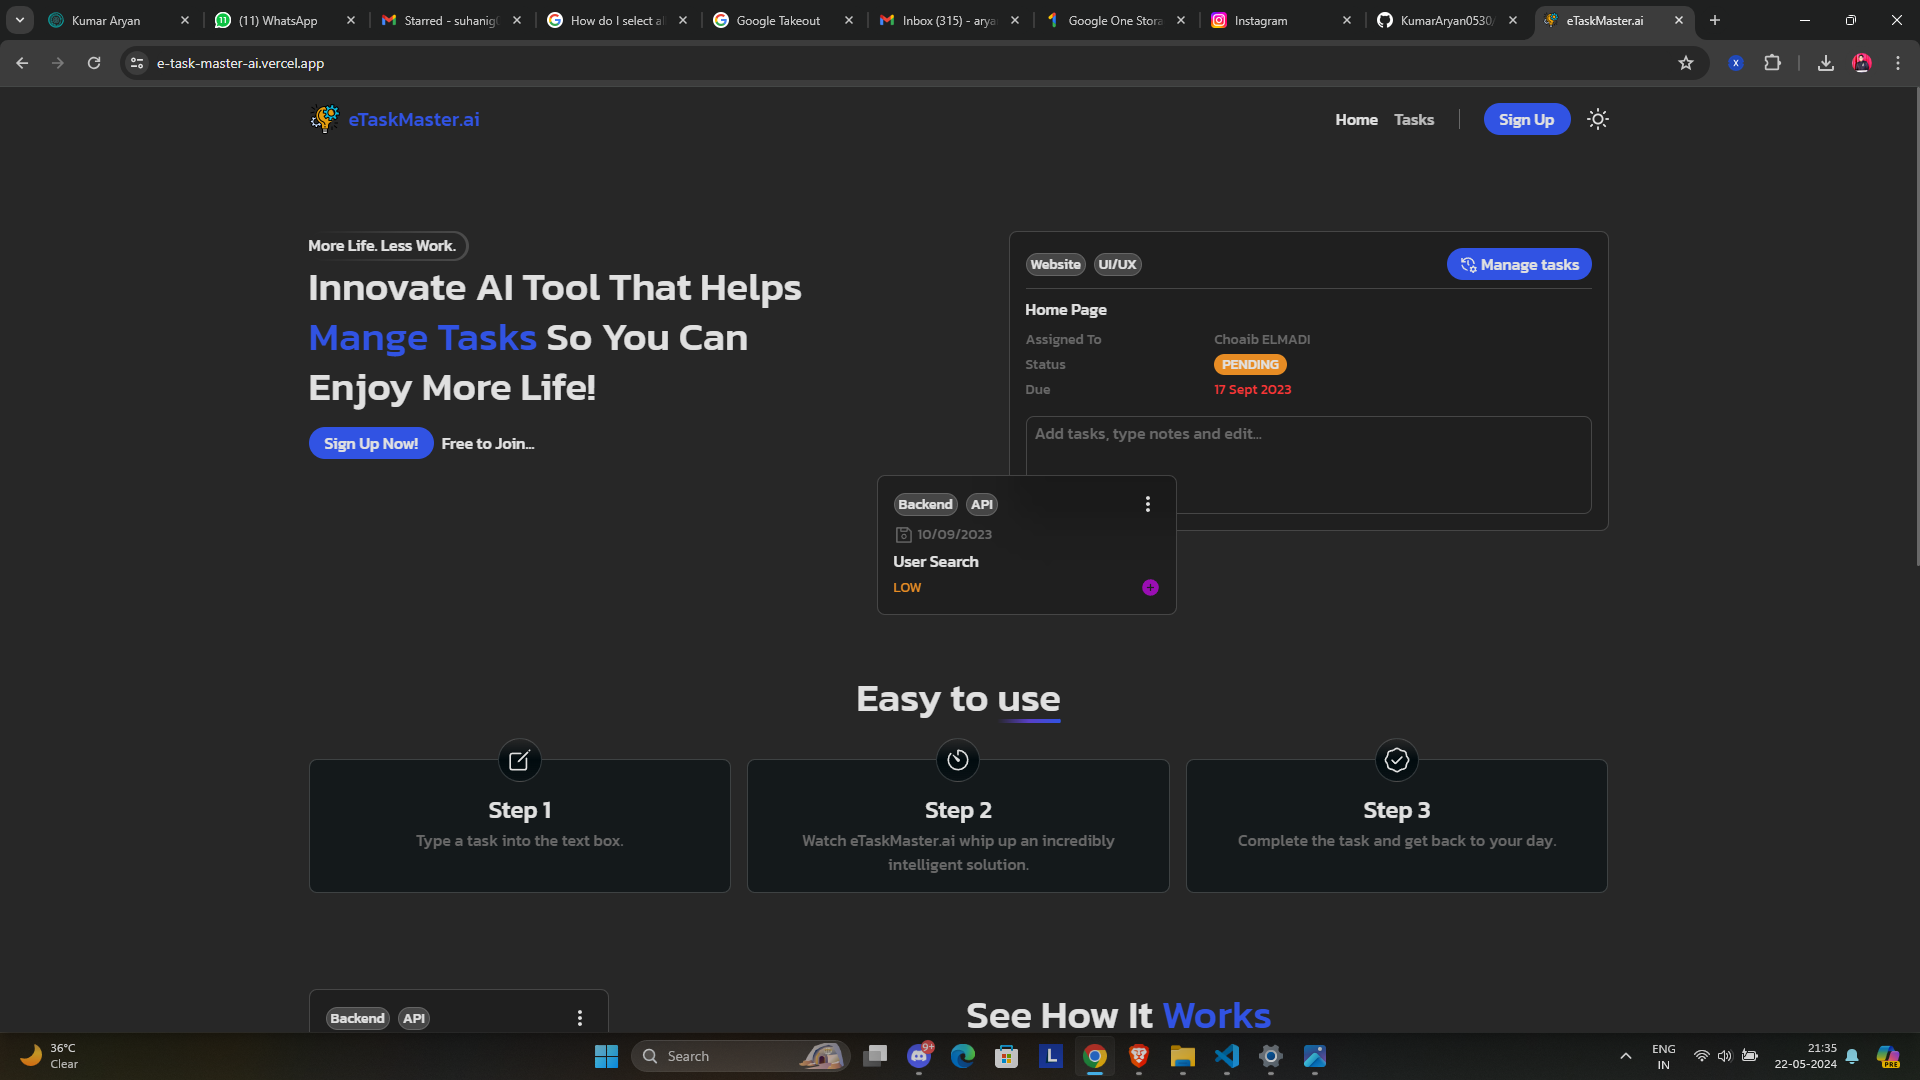 Kumar Aryan
(11) WhatsApp
Starred - suhanig
How do I select al
Google Takeout
Inbox (315) - arya
Google One Stora
Instagram
KumarAryan0530/
eTaskMaster.ai
e-task-master-ai.vercel.app
X
eTaskMaster.ai
Home Tasks Sign Up
More Life. Less Work.
Innovate AI Tool That Helps
Mange Tasks So You Can
Enjoy More Life!
Sign Up Now! Free to Join...
Website UI/UX Manage tasks
Home Page
Assigned To Choaib ELMADI
Status PENDING
Due 17 Sept 2023
Add tasks, type notes and edit...
Backend API
10/09/2023
User Search
LOW
Easy to use
Step 1
Type a task into the text box.
Step 2
Watch eTaskMaster.ai whip up an incredibly
intelligent solution.
Step 3
Complete the task and get back to your day.
Backend API
See How It Works
36°C
Clear
Search
9+
L
ENG
IN
21:35
22-05-2024
PRE